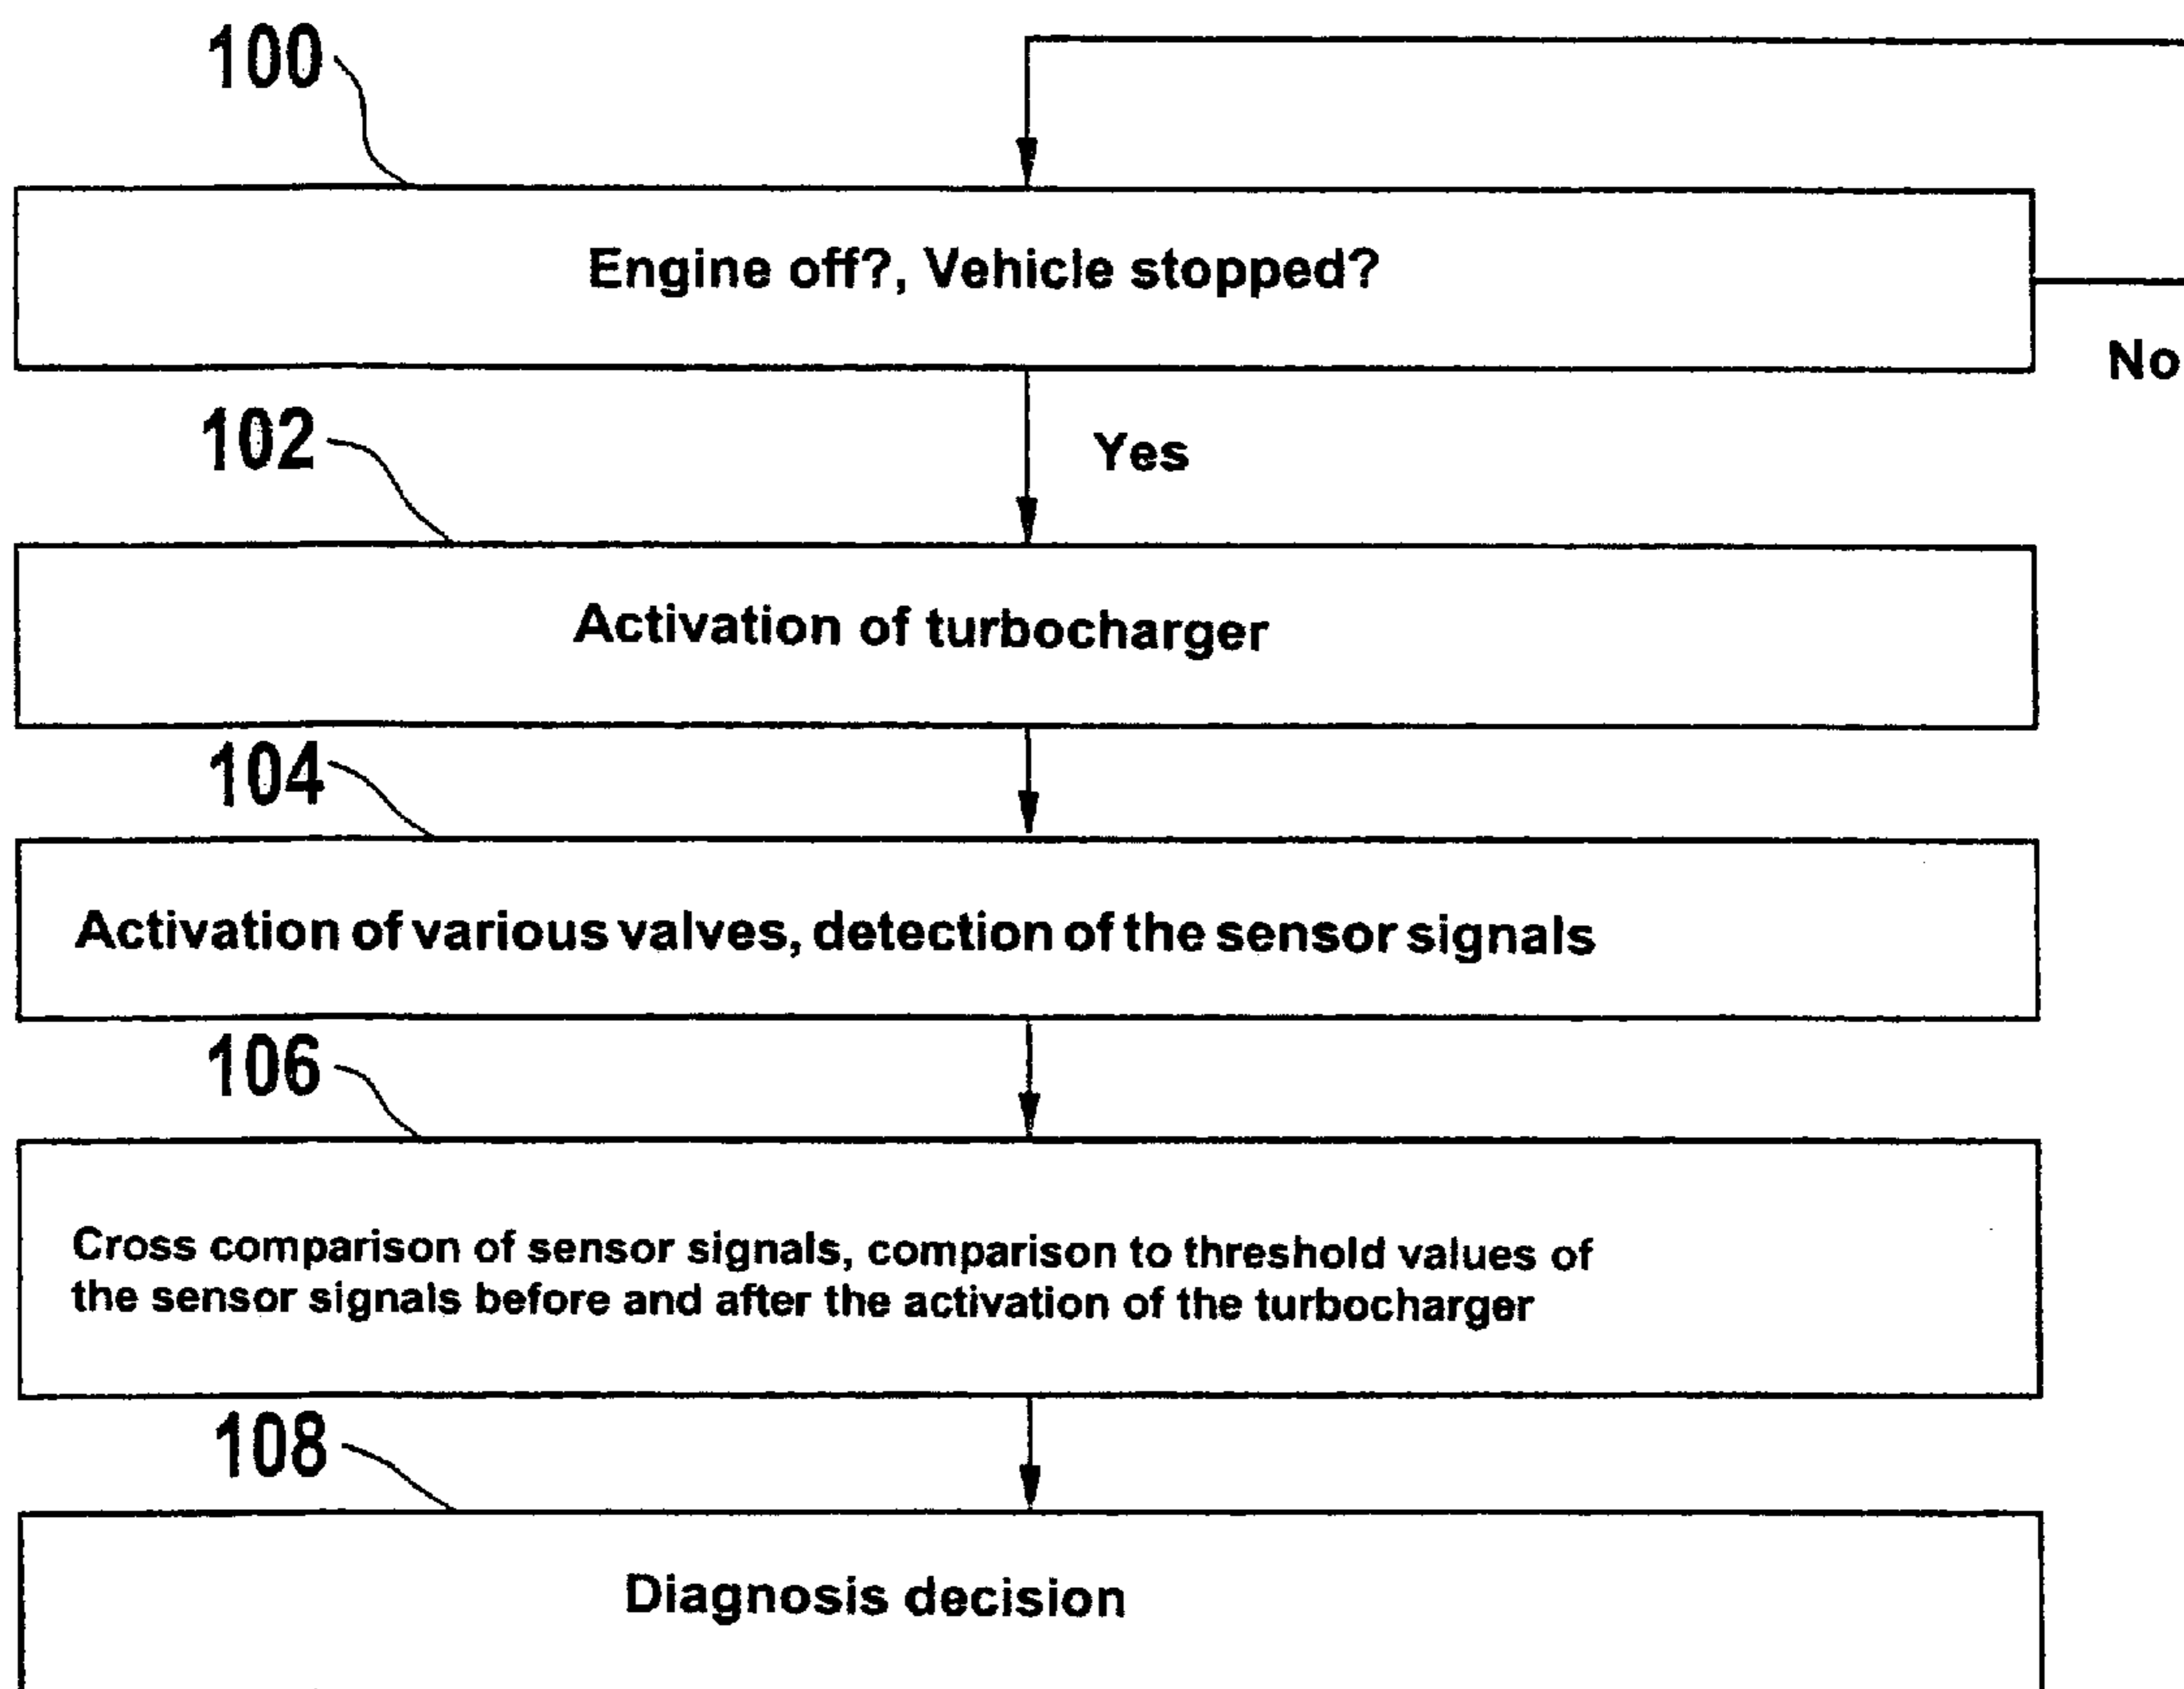 100
Engine off?, Vehicle stopped?
No
102
Yes
Activation of turbocharger
104
Activation of various valves, detection of the sensor signals
106
Cross comparison of sensor signals, comparison to threshold values of
the sensor signals before and after the activation of the turbocharger
108
Diagnosis decision